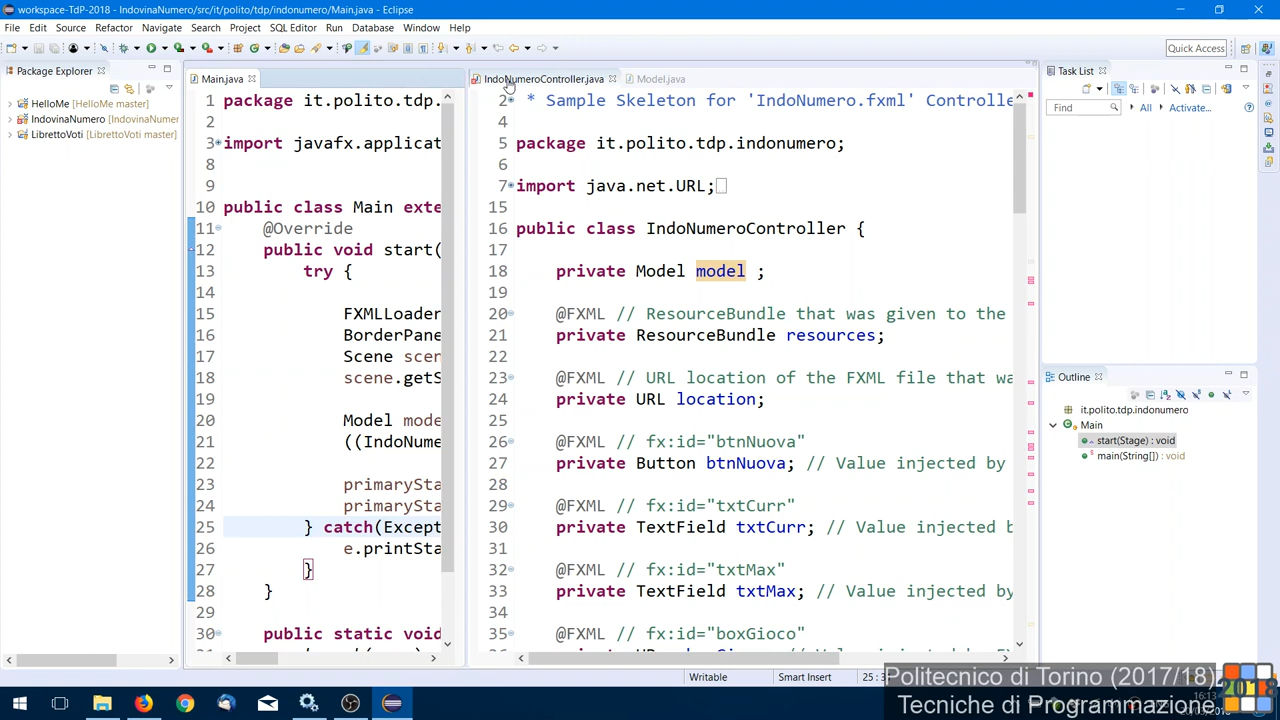 workspace-TdP-2018 - IndovinaNumero/src/it/polito/tdp/indonumero/Main.java - Eclipse
File Edit Source Refactor Navigate Search Project SQL Editor Run Database Window Help
Quick Access
Package Explorer
HelloMe [HelloMe master]
IndovinaNumero [IndovinaNume
LibrettoVoti [LibrettoVoti master]
Main.java
1 package it.polito.tdp.
2
3 import javafx.applicat
8
9
10 public class Main exte
11 @Override
12 public void start(
13 try {
14
15 FXMLLoader
16 BorderPane
17 Scene scen
18 scene.getS
19
20 Model mode
21 ((IndoNume
22
23 primarySta
24 primarySta
25 } catch(Except
26 e.printSta
27 }
28 }
29
30 public static void
IndoNumeroController.java
Model.java
2 * Sample Skeleton for 'IndoNumero.fxml' Controlle
4
5 package it.polito.tdp.indonumero;
6
7 import java.net.URL;
15
16 public class IndoNumeroController {
17
18 private Model model ;
19
20 @FXML // ResourceBundle that was given to the
21 private ResourceBundle resources;
22
23 @FXML // URL location of the FXML file that wa
24 private URL location;
25
26 @FXML // fx:id="btnNuova"
27 private Button btnNuova; // Value injected by
28
29 @FXML // fx:id="txtCurr"
30 private TextField txtCurr; // Value injected b
31
32 @FXML // fx:id="txtMax"
33 private TextField txtMax; // Value injected by
34
35 @FXML // fx:id="boxGioco"
Task List
Find All Activate...
Outline
it.polito.tdp.indonumero
Main
start(Stage) : void
main(String[]) : void
Writable Smart Insert 25 : 3
Politecnico di Torino (2017/18)
Tecniche di Programmazione
2018
16:13